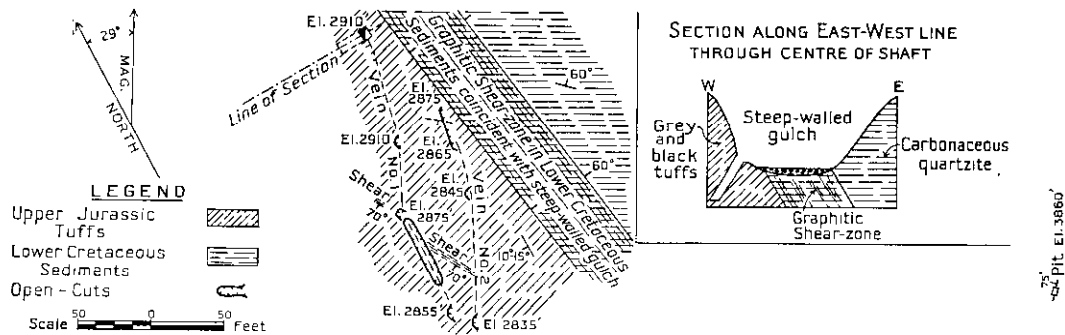 29°
MAG.
NORTH
LEGEND
Upper Jurassic
Tuffs
Lower Cretaceous
Sediments
Open-Cuts
50 0 50
Scale Feet
El. 2910'
Line of Section
Vein No. 1
El. 2875'
El. 2910'
El. 2865'
El. 2845'
Vein No. 2
Shear
70°
El. 2875'
Shear
70°
10-15°
El. 2855'
El. 2835'
Graphitic Shear-zone in Lower Cretaceous
Sediments coincident with steep-walled gulch
60°
60°
SECTION ALONG EAST-WEST LINE
THROUGH CENTRE OF SHAFT
W E
Steep-walled
gulch
Grey
and
black
tuffs
Carbonaceous
quartzite
Graphitic
Shear-zone
75'
Pit El. 3860'